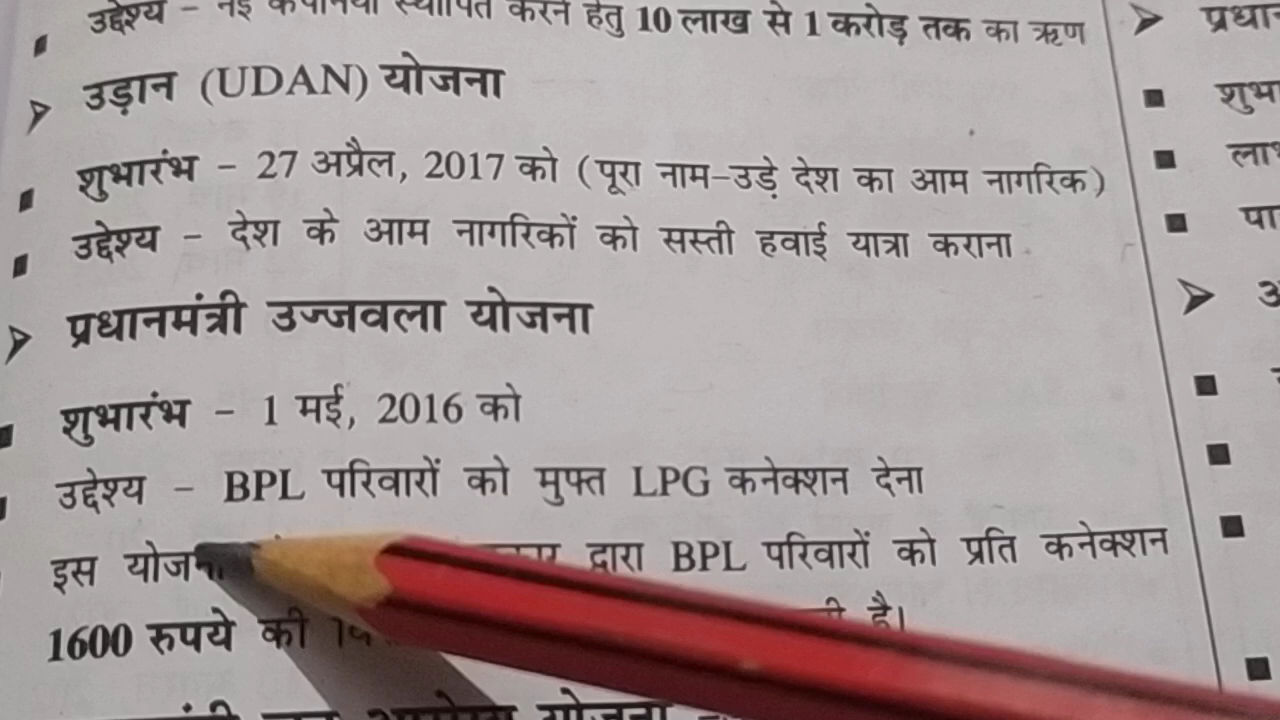 उद्देश्य - नई कंपनियां स्थापित करने हेतु 10 लाख से 1 करोड़ तक का ऋण
उड़ान (UDAN) योजना
शुभारंभ - 27 अप्रैल, 2017 को (पूरा नाम-उड़े देश का आम नागरिक)
उद्देश्य - देश के आम नागरिकों को सस्ती हवाई यात्रा कराना
प्रधानमंत्री उज्जवला योजना
शुभारंभ - 1 मई, 2016 को
उद्देश्य - BPL परिवारों को मुफ्त LPG कनेक्शन देना
इस द्वारा BPL परिवारों को प्रति कनेक्शन
1600 रुपये की है।
योजना